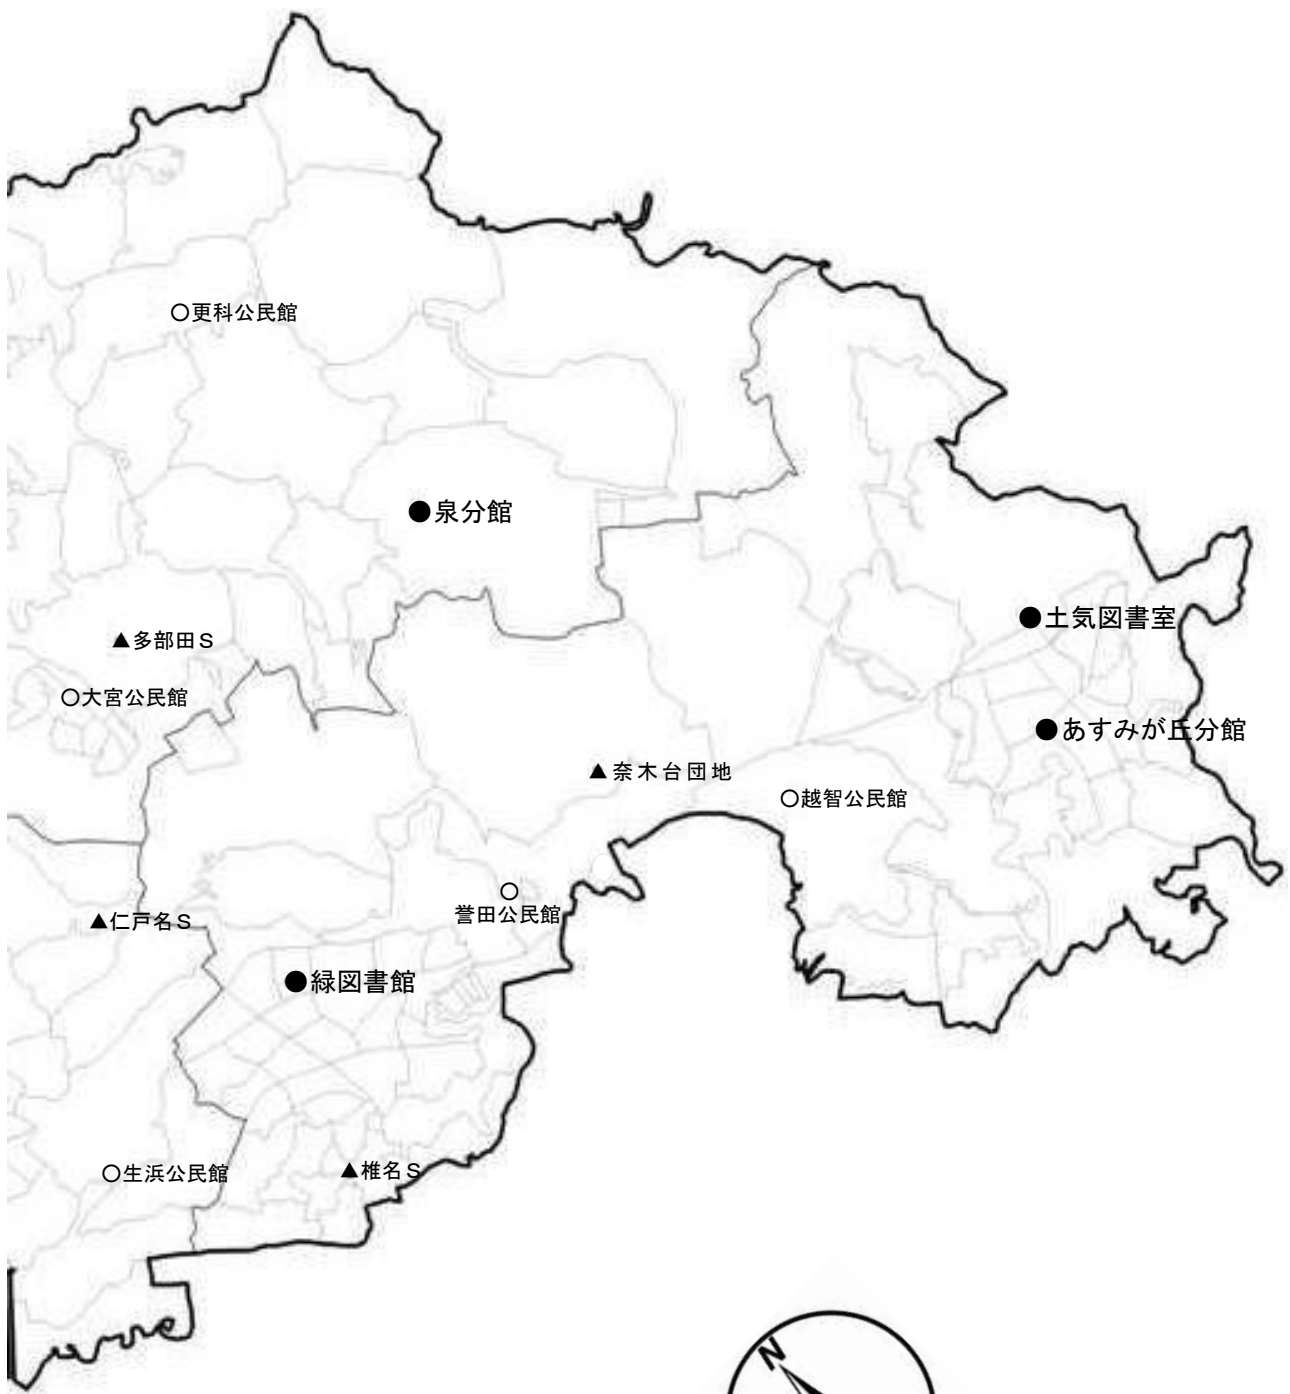 ○更科公民館
●泉分館
●土気図書室
▲多部田S
○大宮公民館
●あすみが丘分館
▲奈木台団地
○越智公民館
○
誉田公民館
▲仁戸名S
●緑図書館
○生浜公民館
▲椎名S
N